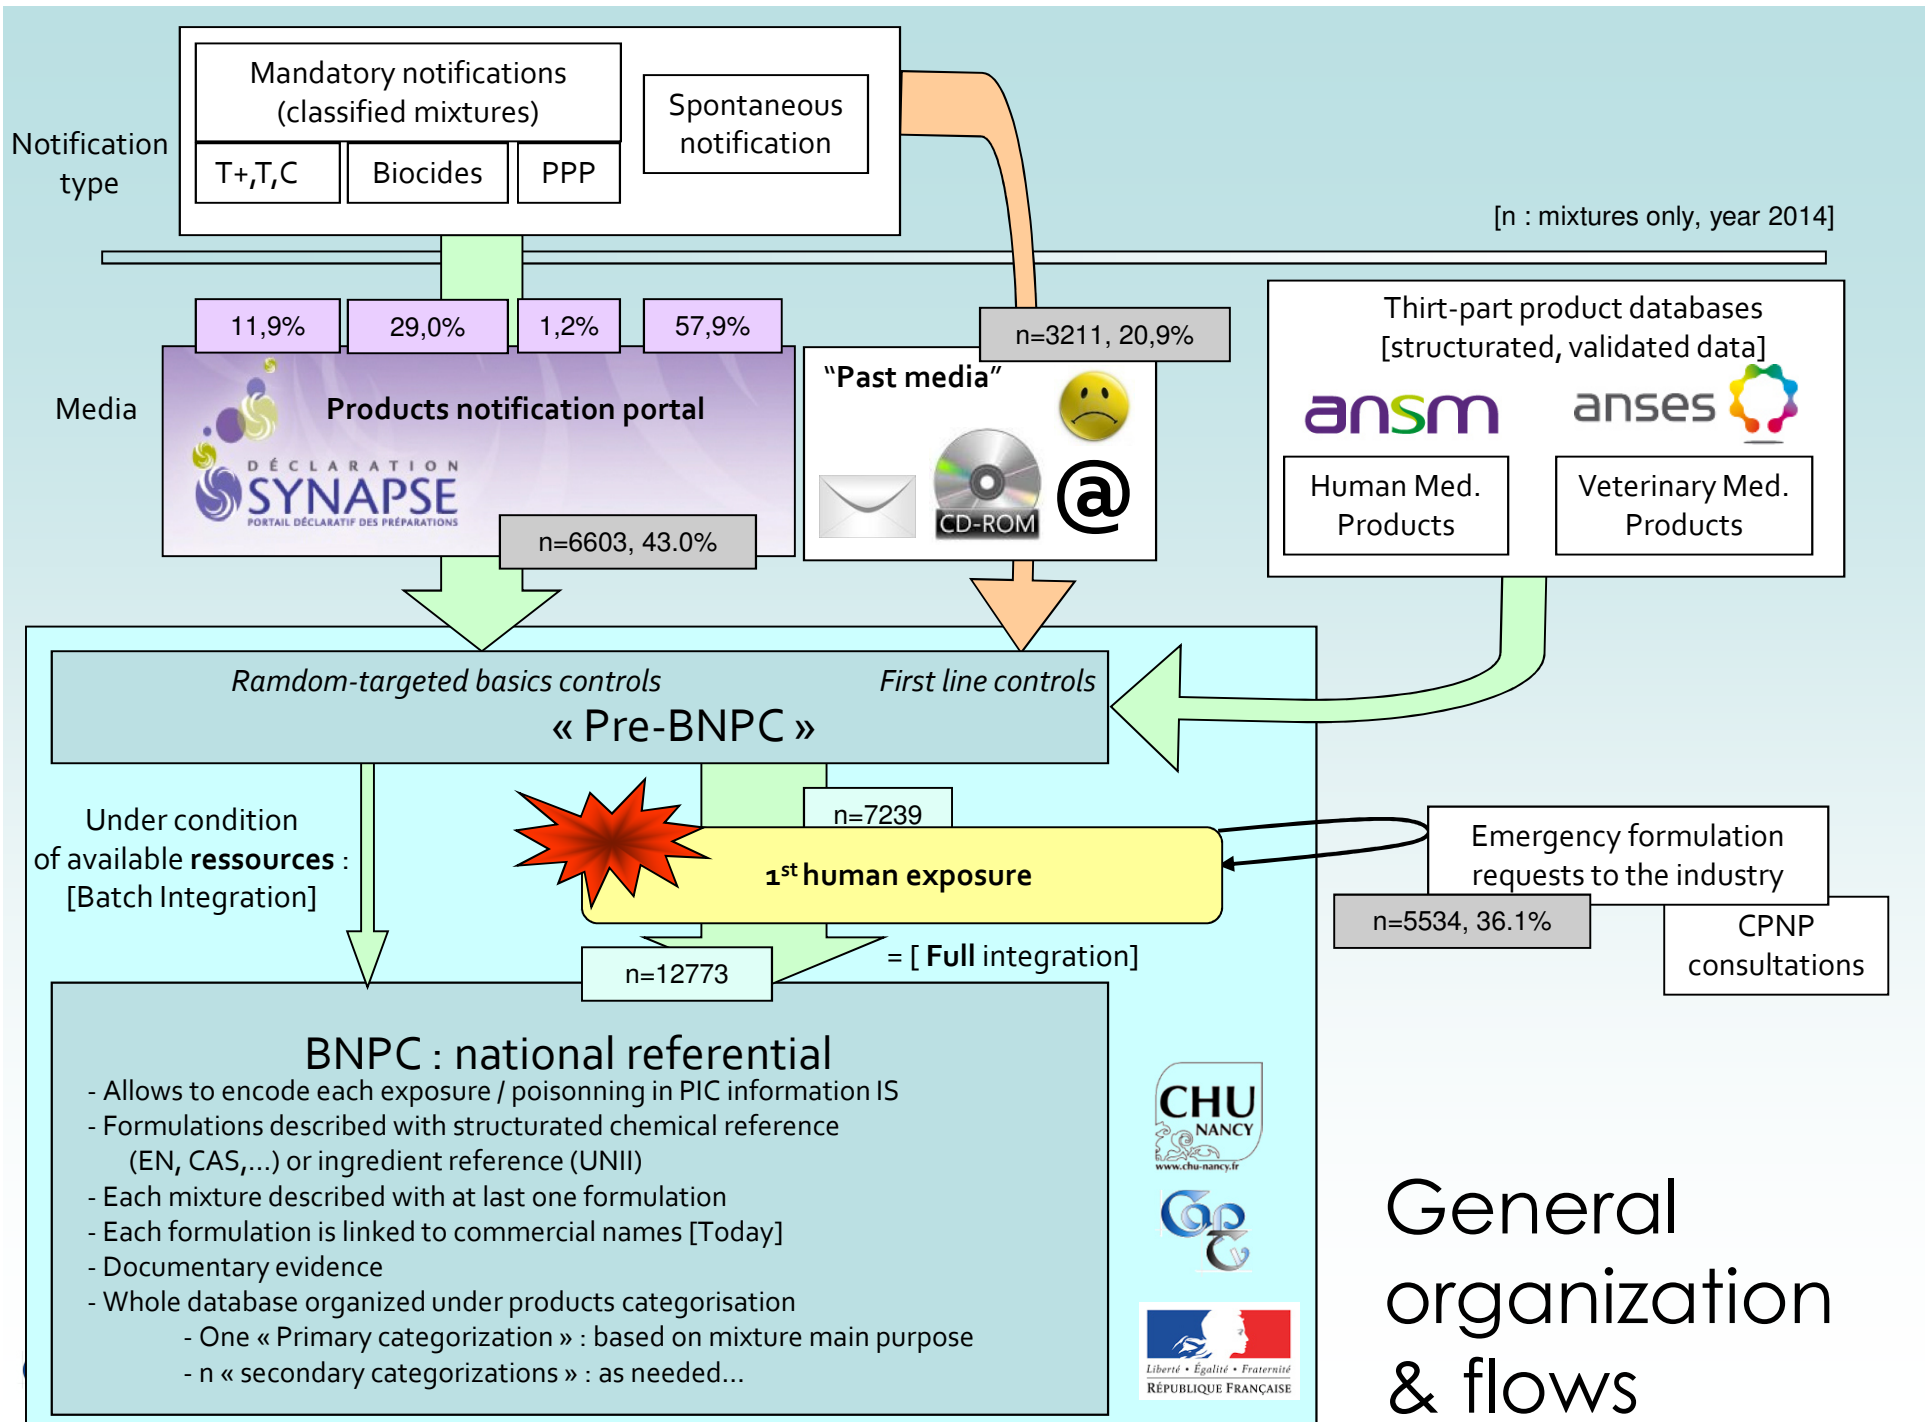 Mandatory notifications
(classified mixtures)
T+,T,C
Biocides
PPP
Spontaneous
notification
Notification
type
[n : mixtures only, year 2014]
11,9%
29,0%
1,2%
57,9%
Media
Products notification portal
DÉCLARATION
SYNAPSE
PORTAIL DÉCLARATIF DES PRÉPARATIONS
n=6603, 43.0%
n=3211, 20,9%
"Past media"
CD-ROM
@
Thirt-part product databases
[structurated, validated data]
ansm
anses
Human Med.
Products
Veterinary Med.
Products
Ramdom-targeted basics controls
First line controls
« Pre-BNPC »
Under condition
of available ressources :
[Batch Integration]
n=7239
1st human exposure
Emergency formulation
requests to the industry
n=5534, 36.1%
CPNP
consultations
= [ Full integration]
n=12773
BNPC : national referential
- Allows to encode each exposure / poisonning in PIC information IS
- Formulations described with structurated chemical reference
(EN, CAS,...) or ingredient reference (UNII)
- Each mixture described with at last one formulation
- Each formulation is linked to commercial names [Today]
- Documentary evidence
- Whole database organized under products categorisation
- One « Primary categorization » : based on mixture main purpose
- n « secondary categorizations » : as needed...
CHU
NANCY
www.chu-nancy.fr
Cap
Tv
Liberté • Égalité • Fraternité
RÉPUBLIQUE FRANÇAISE
General
organization
& flows